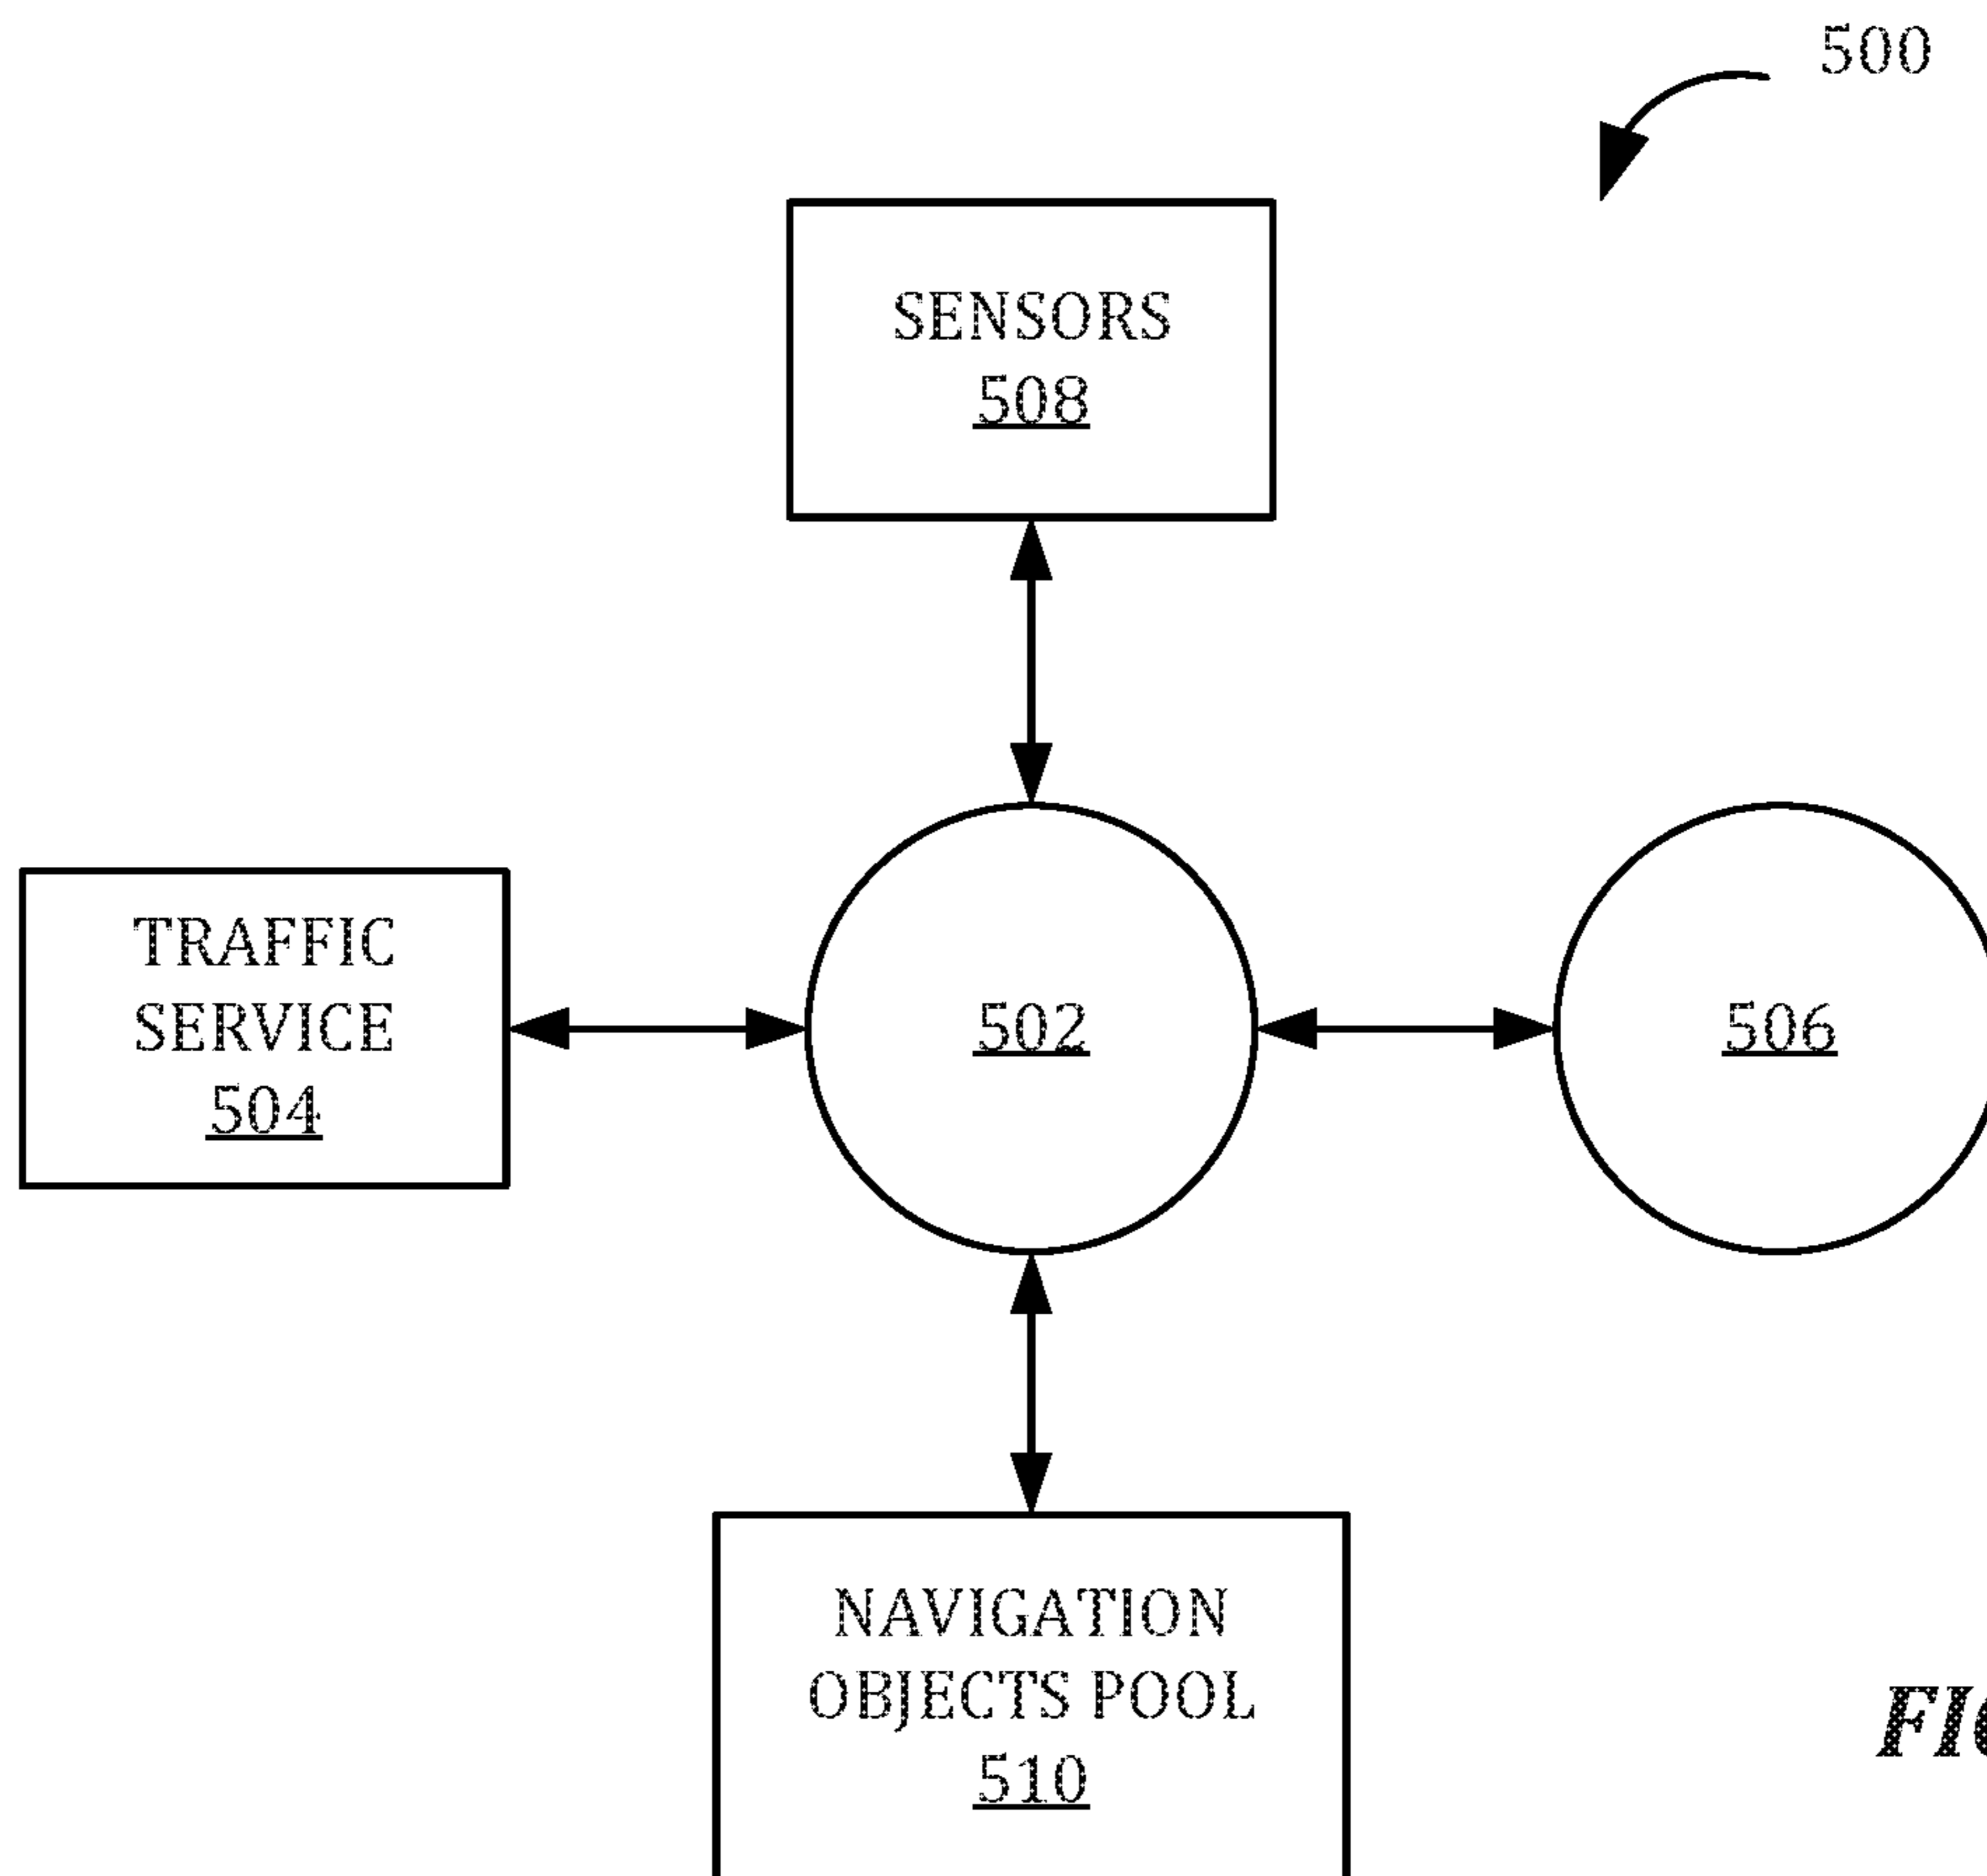 500
SENSORS
508
TRAFFIC
SERVICE
504
502
506
NAVIGATION
OBJECTS POOL
510